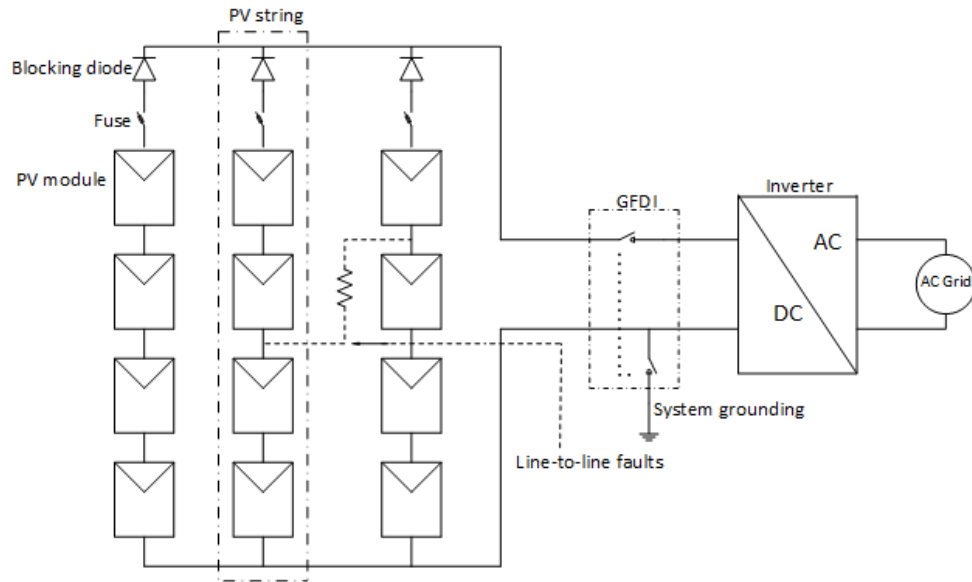 PV string
Blocking diode
Fuse
PV module
GFDI
Inverter
AC
DC
AC Grid
System grounding
Line-to-line faults